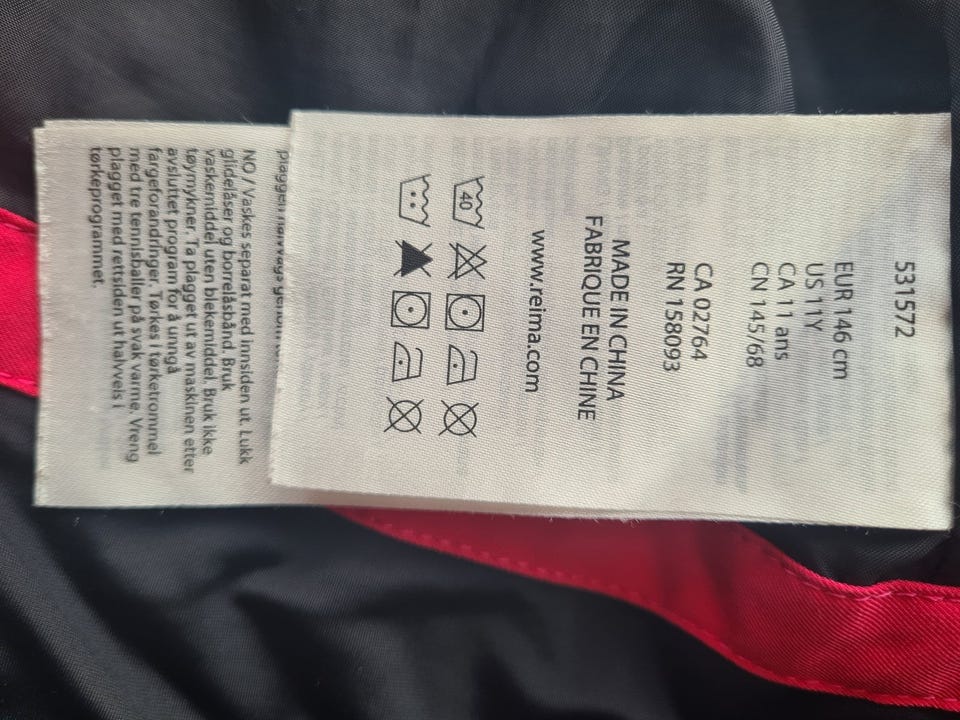 531572
EUR 146 cm
US 11Y
CA 11 ans
CN 145/68
CA 02764
RN 158093
MADE IN CHINA
FABRIQUE EN CHINE
www.reima.com
40
NO / Vaskes separat med innsiden ut. Lukk
glidelåser og borrelåsbånd. Bruk
vaskemiddel uten blekemiddel. Bruk ikke
tøymykner. Ta plagget ut av maskinen etter
avsluttet program for å unngå
fargeforandringer. Tørkes i tørketrommel
med tre tennisballer på svak varme. Vreng
plagget med rettsiden ut halvveis i
tørkeprogrammet.